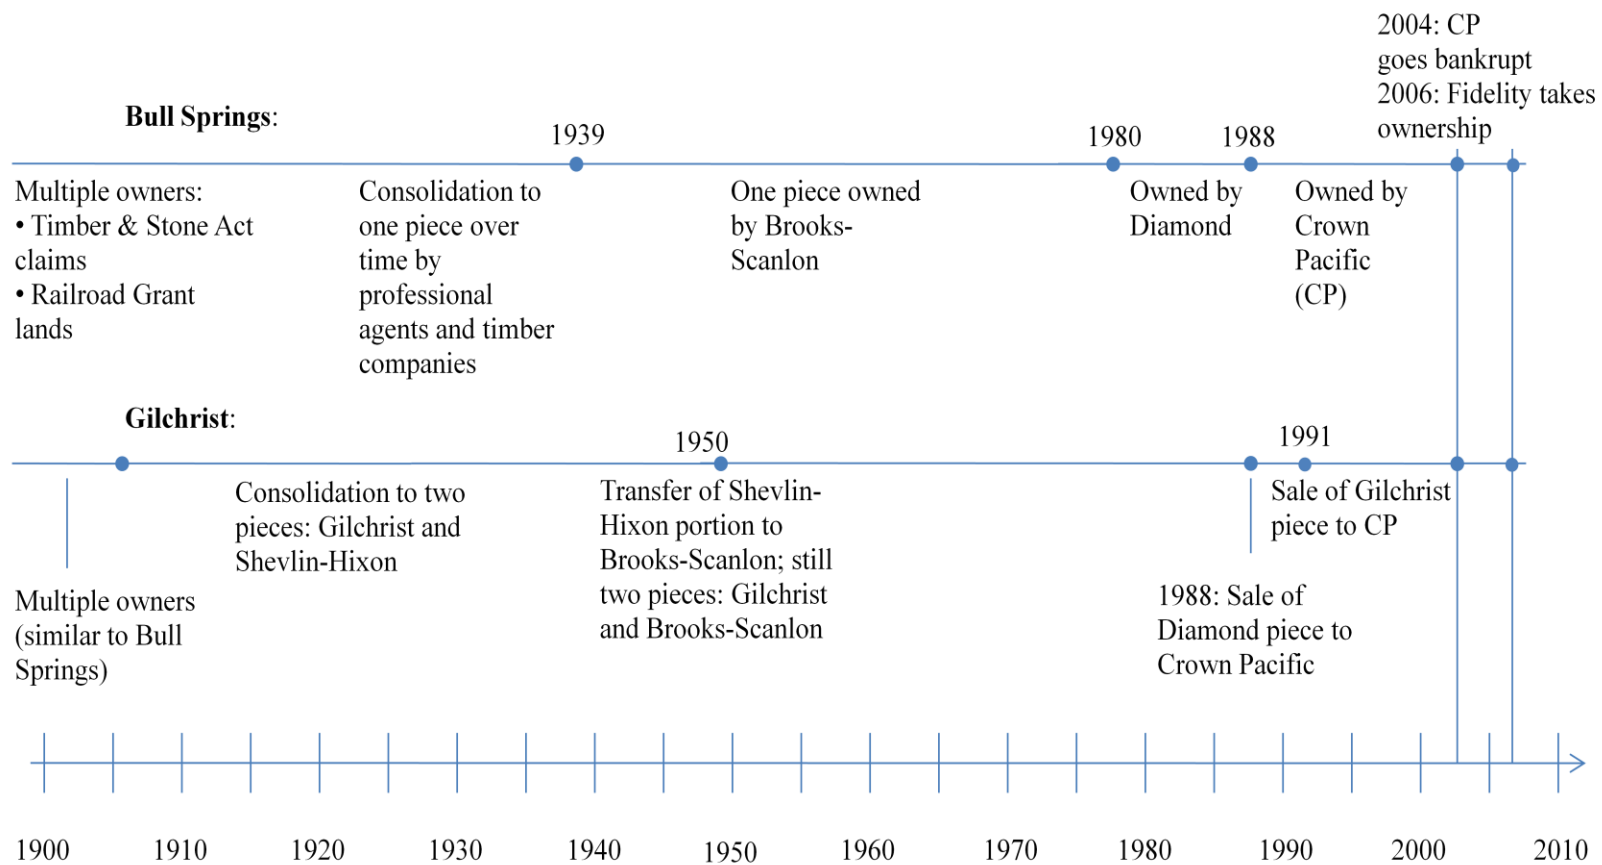 2004: CP
goes bankrupt
2006: Fidelity takes
ownership
Bull Springs:
1939
1980
1988
Multiple owners:
• Timber & Stone Act
claims
• Railroad Grant
lands
Consolidation to
one piece over
time by
professional
agents and timber
companies
One piece owned
by Brooks-
Scanlon
Owned by
Diamond
Owned by
Crown
Pacific
(CP)
Gilchrist:
1950
1991
Multiple owners
(similar to Bull
Springs)
Consolidation to two
pieces: Gilchrist and
Shevlin-Hixon
Transfer of Shevlin-
Hixon portion to
Brooks-Scanlon; still
two pieces: Gilchrist
and Brooks-Scanlon
1988: Sale of
Diamond piece to
Crown Pacific
Sale of Gilchrist
piece to CP
1900 1910 1920 1930 1940 1950 1960 1970 1980 1990 2000 2010